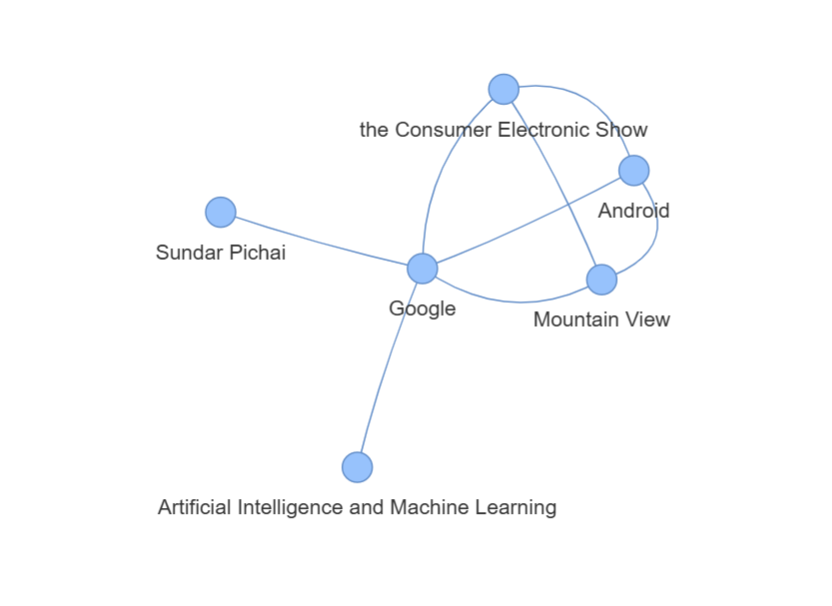 the Consumer Electronic Show
Android
Sundar Pichai
Google
Mountain View
Artificial Intelligence and Machine Learning